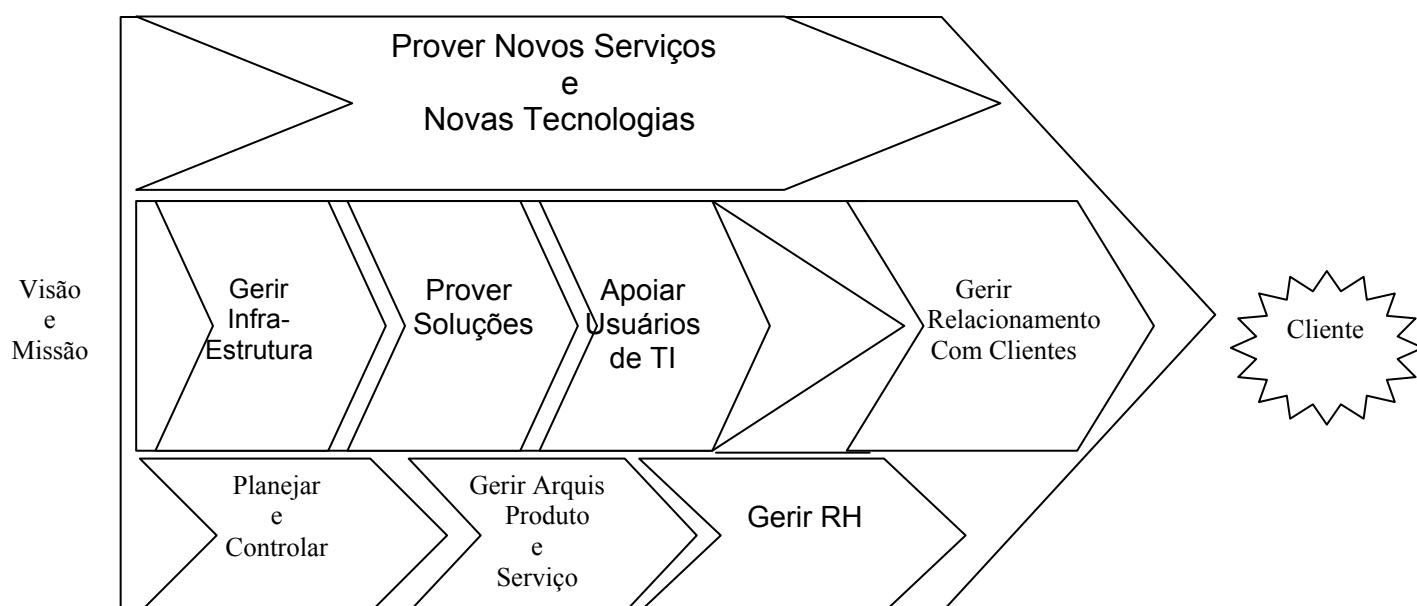 Prover Novos Serviços
e
Novas Tecnologias
Visão
e
Missão
Gerir
Infra-
Estrutura
Prover
Soluções
Apoiar
Usuários
de TI
Gerir
Relacionamento
Com Clientes
Cliente
Planejar
e
Controlar
Gerir Arquis
Produto
e
Serviço
Gerir RH